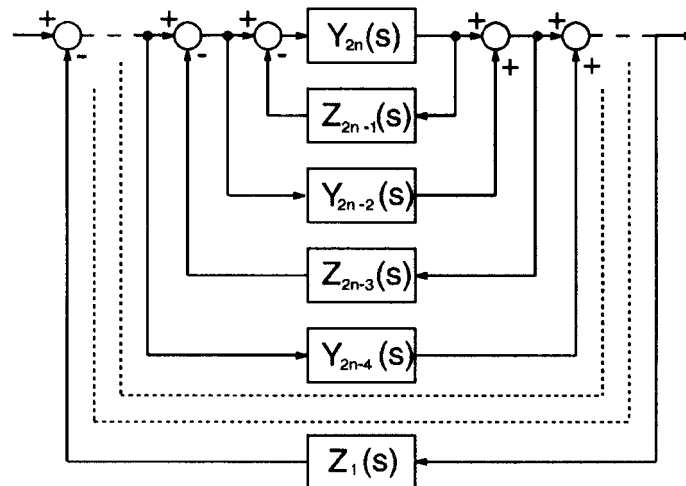 + + + Y₂ₙ(s) + +
- - - + +
Z₂ₙ₋₁(s)
Y₂ₙ₋₂(s)
Z₂ₙ₋₃(s)
Y₂ₙ₋₄(s)
Z₁(s)